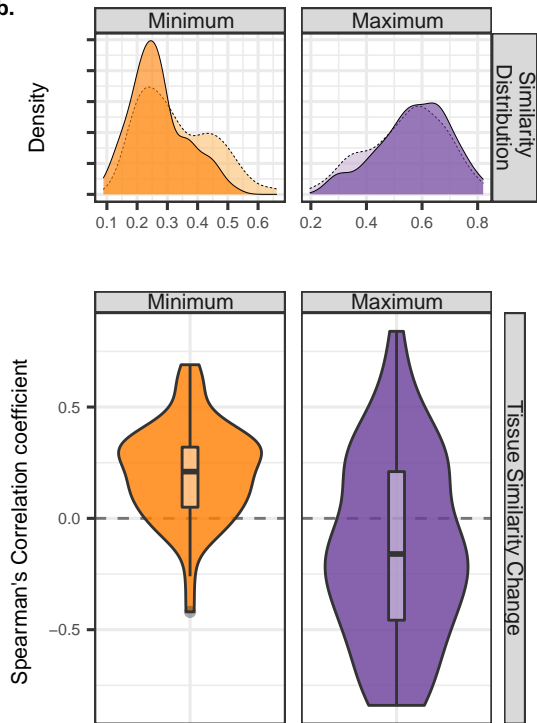 b.
Minimum Maximum
Density
Similarity
Distribution
0.1 0.2 0.3 0.4 0.5 0.6
0.2 0.4 0.6 0.8
Minimum Maximum
Spearman's Correlation coefficient
0.5
0.0
−0.5
Tissue Similarity Change